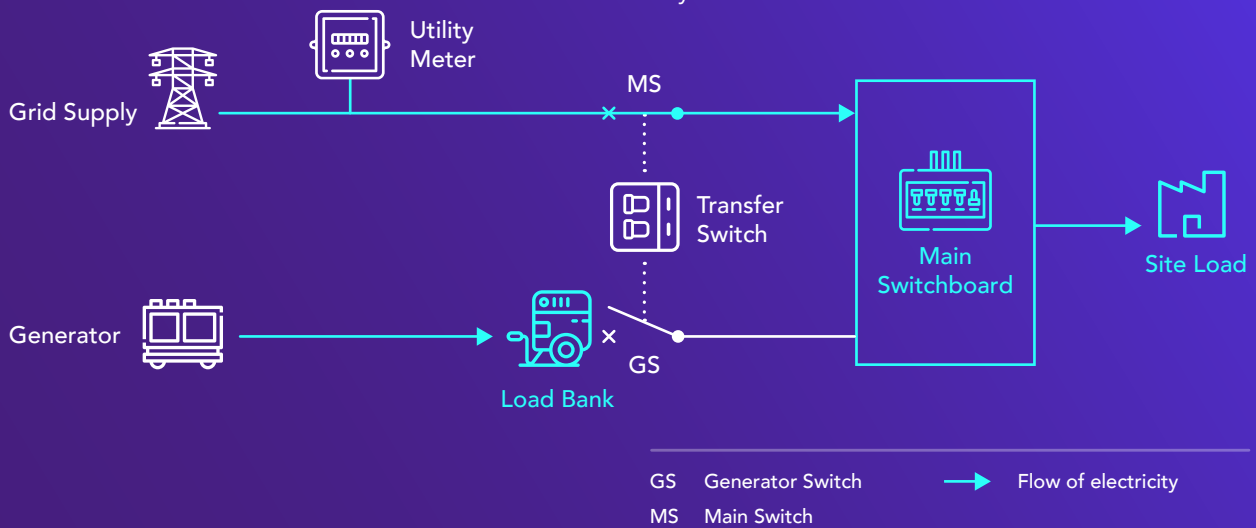 Utility
Meter
MS
Grid Supply
Transfer
Switch
Main
Switchboard
Site Load
Generator
GS
Load Bank
GS Generator Switch
Flow of electricity
MS Main Switch